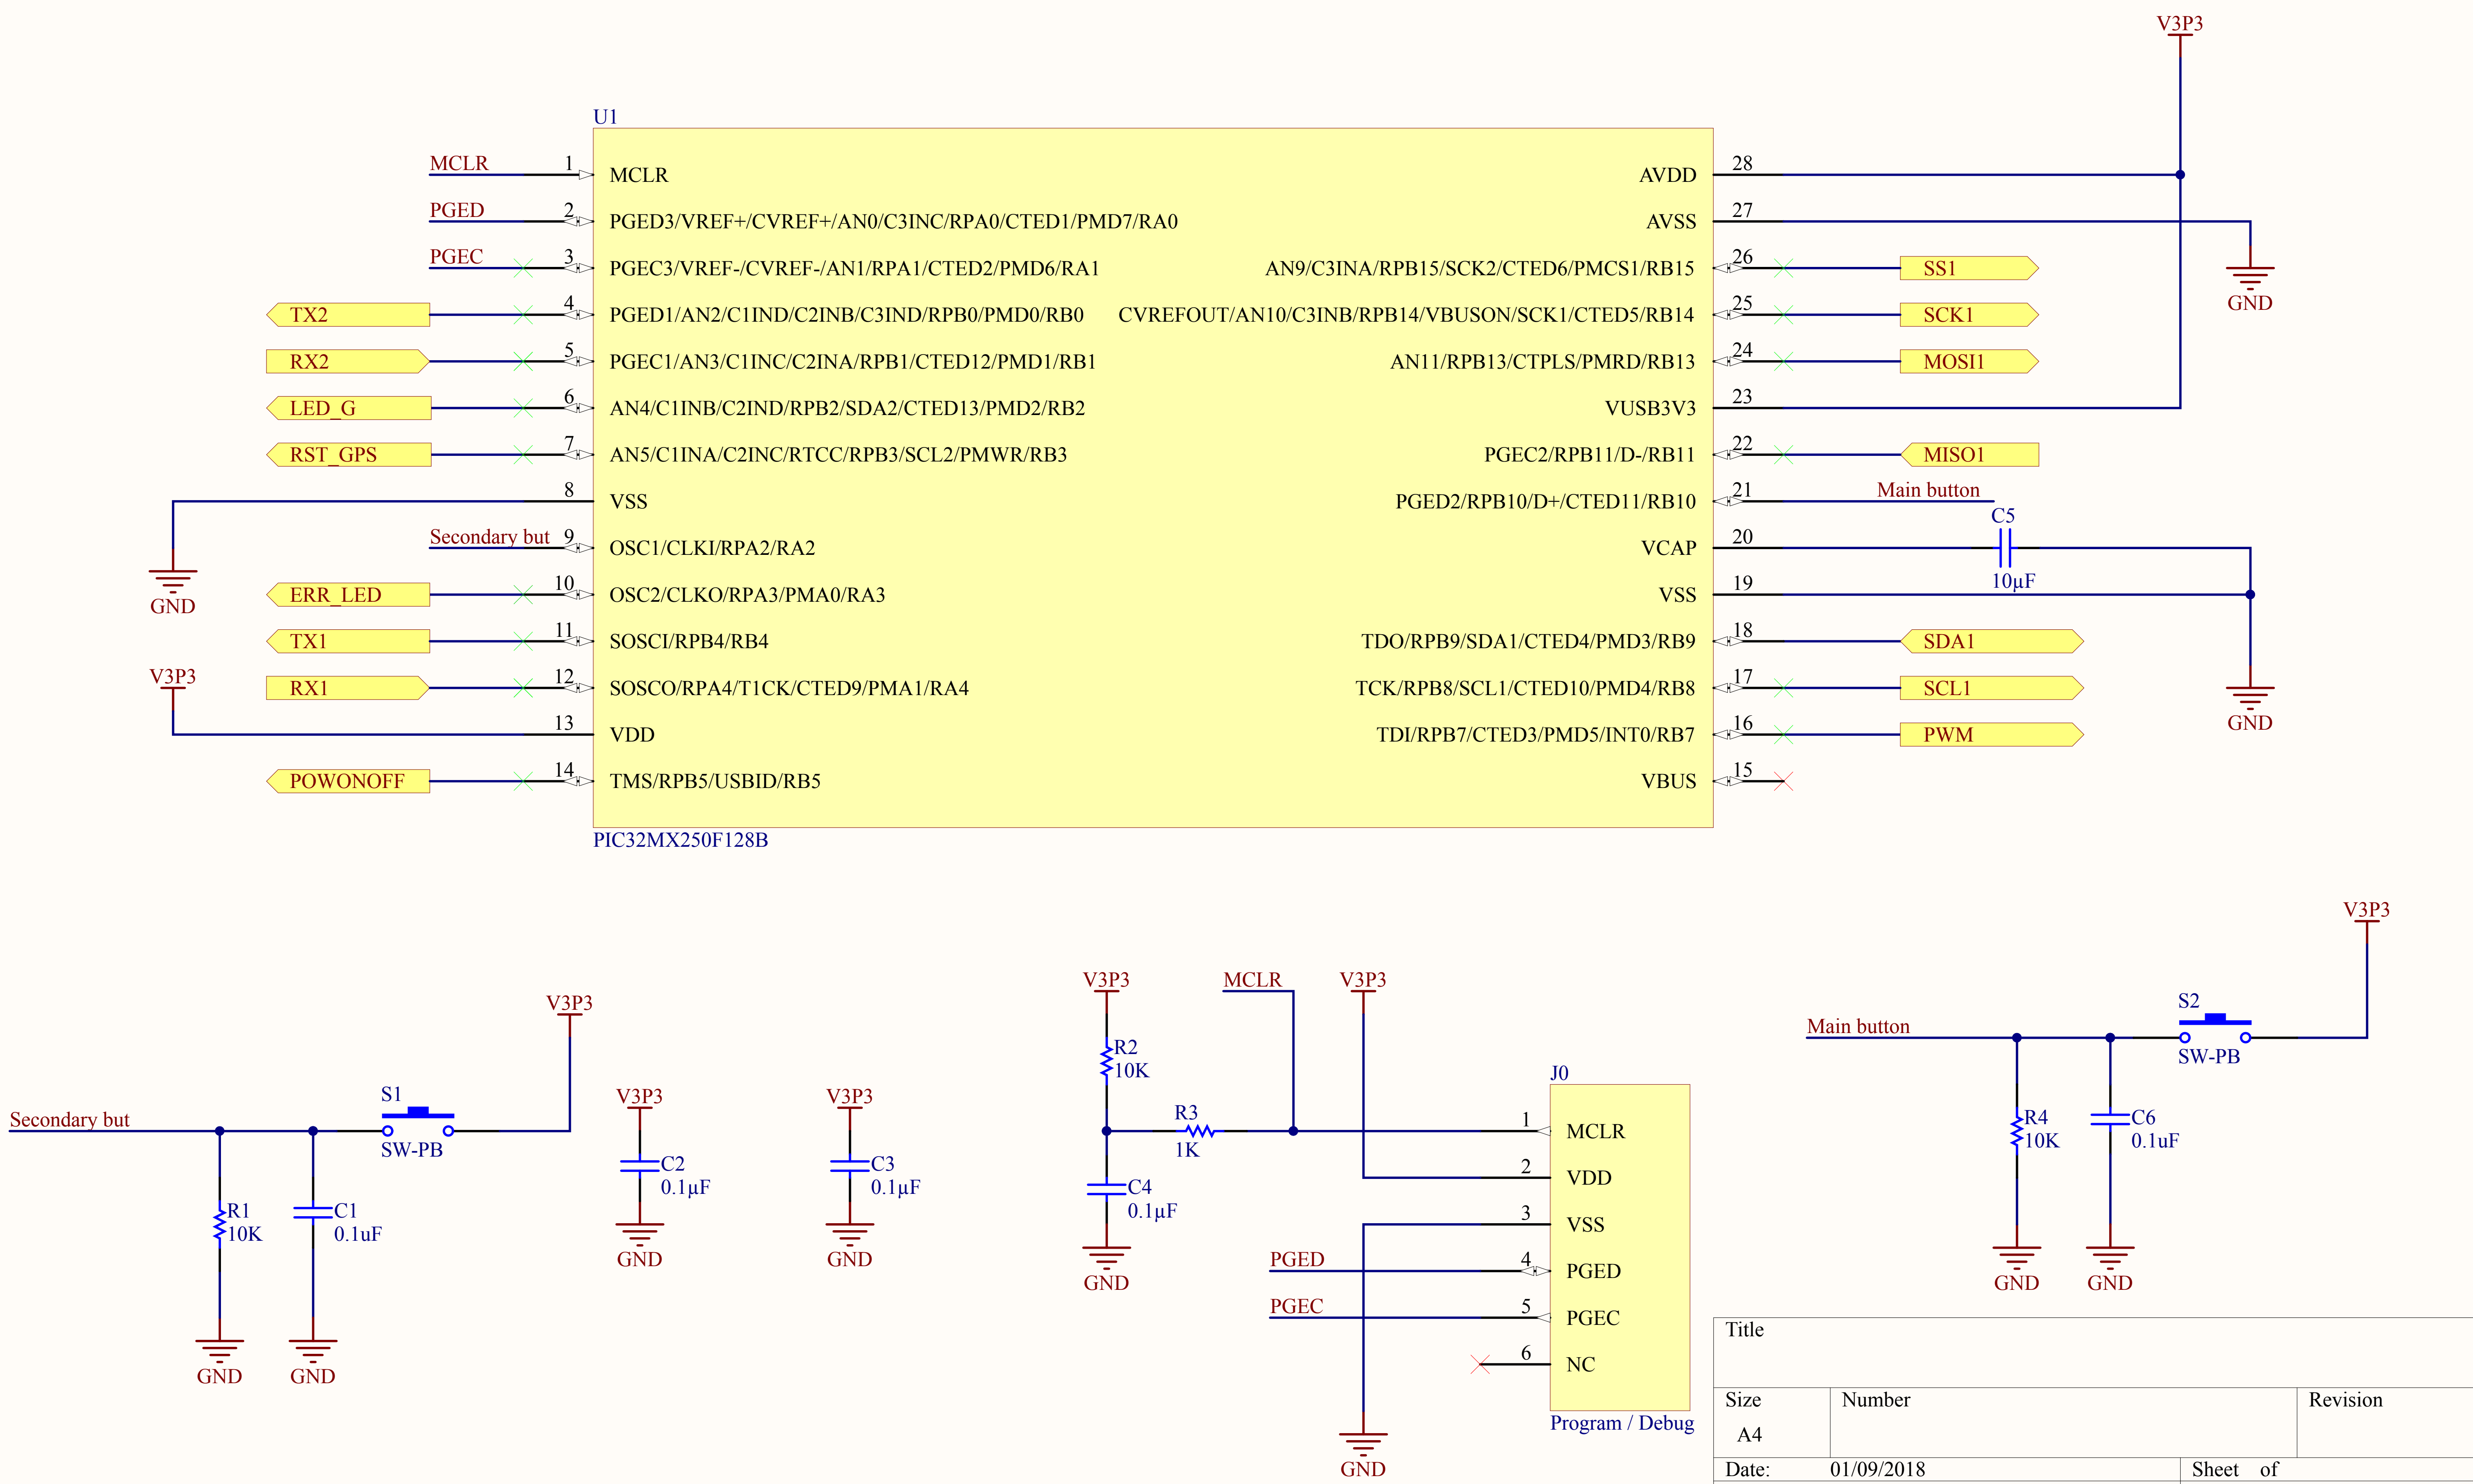 V3P3
U1
MCLR 1 MCLR
PGED 2 PGED3/VREF+/CVREF+/AN0/C3INC/RPA0/CTED1/PMD7/RA0
PGEC 3 PGEC3/VREF-/CVREF-/AN1/RPA1/CTED2/PMD6/RA1
TX2 4 PGED1/AN2/C1IND/C2INB/C3IND/RPB0/PMD0/RB0
RX2 5 PGEC1/AN3/C1INC/C2INA/RPB1/CTED12/PMD1/RB1
LED_G 6 AN4/C1INB/C2IND/RPB2/SDA2/CTED13/PMD2/RB2
RST_GPS 7 AN5/C1INA/C2INC/RTCC/RPB3/SCL2/PMWR/RB3
8 VSS
GND
Secondary but 9 OSC1/CLKI/RPA2/RA2
ERR_LED 10 OSC2/CLKO/RPA3/PMA0/RA3
TX1 11 SOSCI/RPB4/RB4
RX1 12 SOSCO/RPA4/T1CK/CTED9/PMA1/RA4
V3P3
13 VDD
POWONOFF 14 TMS/RPB5/USBID/RB5
AVDD 28
AVSS 27
GND
AN9/C3INA/RPB15/SCK2/CTED6/PMCS1/RB15 26 SS1
CVREFOUT/AN10/C3INB/RPB14/VBUSON/SCK1/CTED5/RB14 25 SCK1
AN11/RPB13/CTPLS/PMRD/RB13 24 MOSI1
VUSB3V3 23
PGEC2/RPB11/D-/RB11 22 MISO1
PGED2/RPB10/D+/CTED11/RB10 21 Main button
C5
VCAP 20
10µF
VSS 19
TDO/RPB9/SDA1/CTED4/PMD3/RB9 18 SDA1
TCK/RPB8/SCL1/CTED10/PMD4/RB8 17 SCL1
TDI/RPB7/CTED3/PMD5/INT0/RB7 16 PWM
GND
VBUS 15
PIC32MX250F128B
V3P3
S1
Secondary but
SW-PB
R1
10K
C1
0.1uF
GND
GND
V3P3
C2
0.1µF
GND
V3P3
C3
0.1µF
GND
V3P3
MCLR
V3P3
R2
10K
R3
1K
C4
0.1µF
GND
J0
1 MCLR
2 VDD
3 VSS
PGED 4 PGED
PGEC 5 PGEC
6 NC
Program / Debug
GND
V3P3
S2
Main button
SW-PB
R4
10K
C6
0.1uF
GND
GND
Title
Size
Number
Revision
A4
Date: 01/09/2018
Sheet of